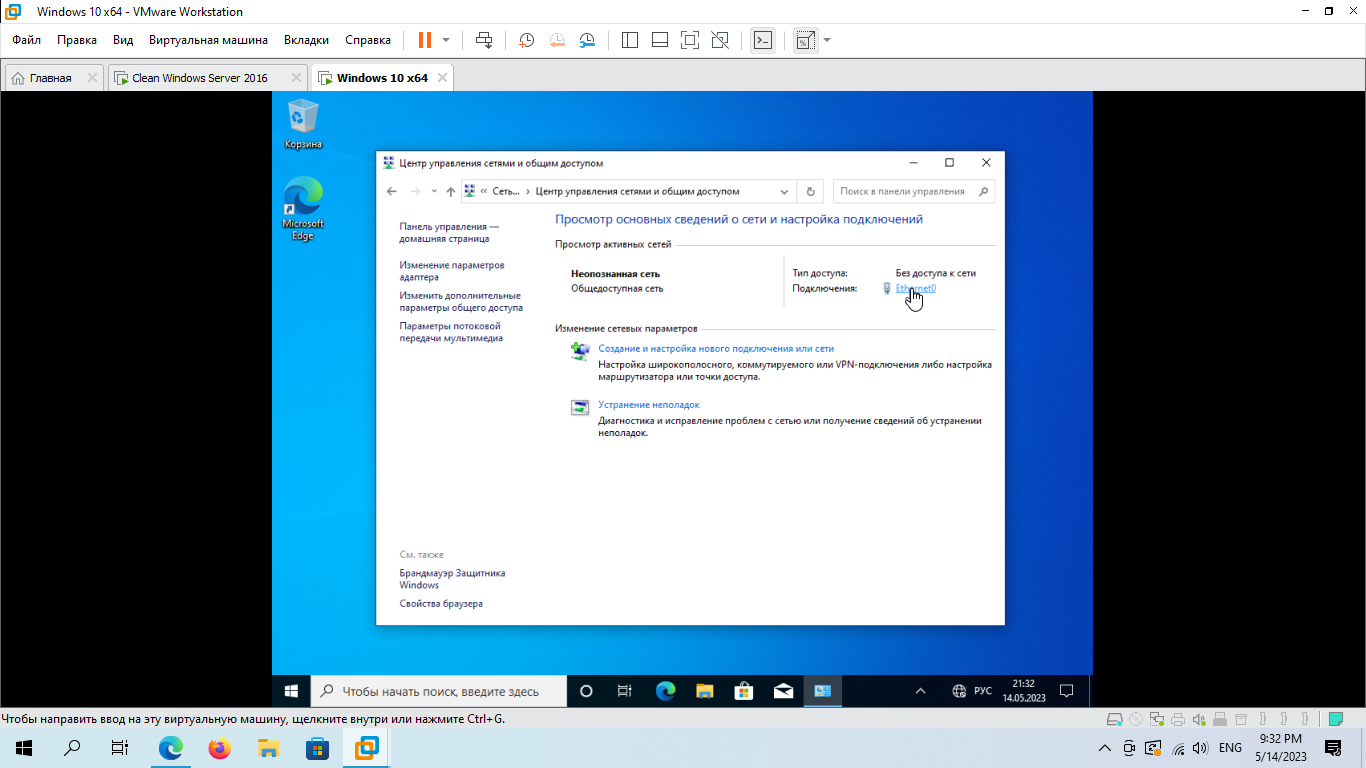 Windows 10 x64 - VMware Workstation
Файл Правка Вид Виртуальная машина Вкладки Справка
Главная Clean Windows Server 2016 Windows 10 x64
Корзина
Microsoft
Edge
Центр управления сетями и общим доступом
« Сеть... › Центр управления сетями и общим доступом Поиск в панели управления
Панель управления —
домашняя страница
Изменение параметров
адаптера
Изменить дополнительные
параметры общего доступа
Параметры потоковой
передачи мультимедиа
Просмотр основных сведений о сети и настройка подключений
Просмотр активных сетей
Неопознанная сеть
Общедоступная сеть
Тип доступа: Без доступа к сети
Подключения: Ethernet0
Изменение сетевых параметров
Создание и настройка нового подключения или сети
Настройка широкополосного, коммутируемого или VPN-подключения либо настройка
маршрутизатора или точки доступа.
Устранение неполадок
Диагностика и исправление проблем с сетью или получение сведений об устранении
неполадок.
См. также
Брандмауэр Защитника
Windows
Свойства браузера
Чтобы начать поиск, введите здесь
РУС
21:32
14.05.2023
Чтобы направить ввод на эту виртуальную машину, щелкните внутри или нажмите Ctrl+G.
ENG
9:32 PM
5/14/2023